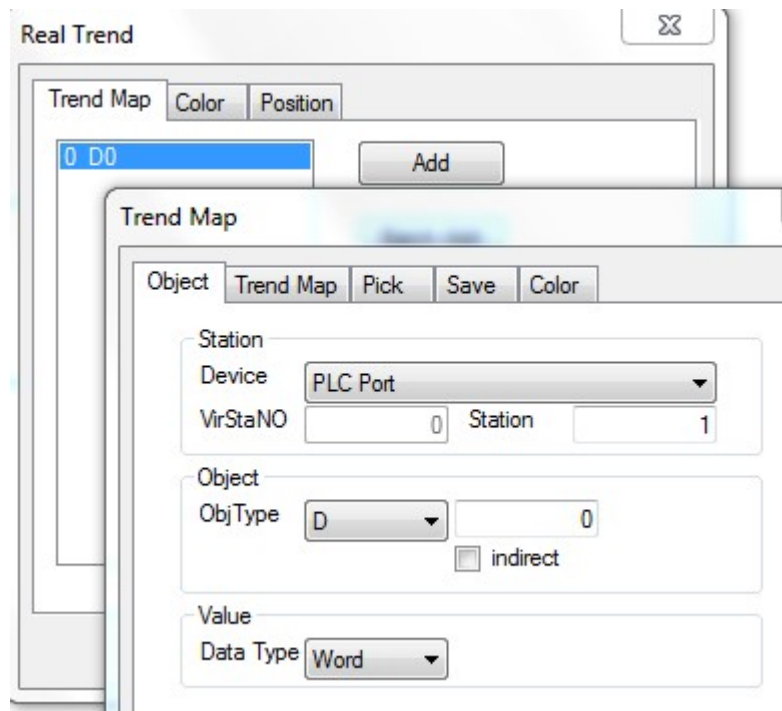 Real Trend
Trend Map Color Position
0 D0
Add
Trend Map
Object Trend Map Pick Save Color
Station
Device PLC Port
VirStaNO 0 Station 1
Object
ObjType D 0
indirect
Value
Data Type Word